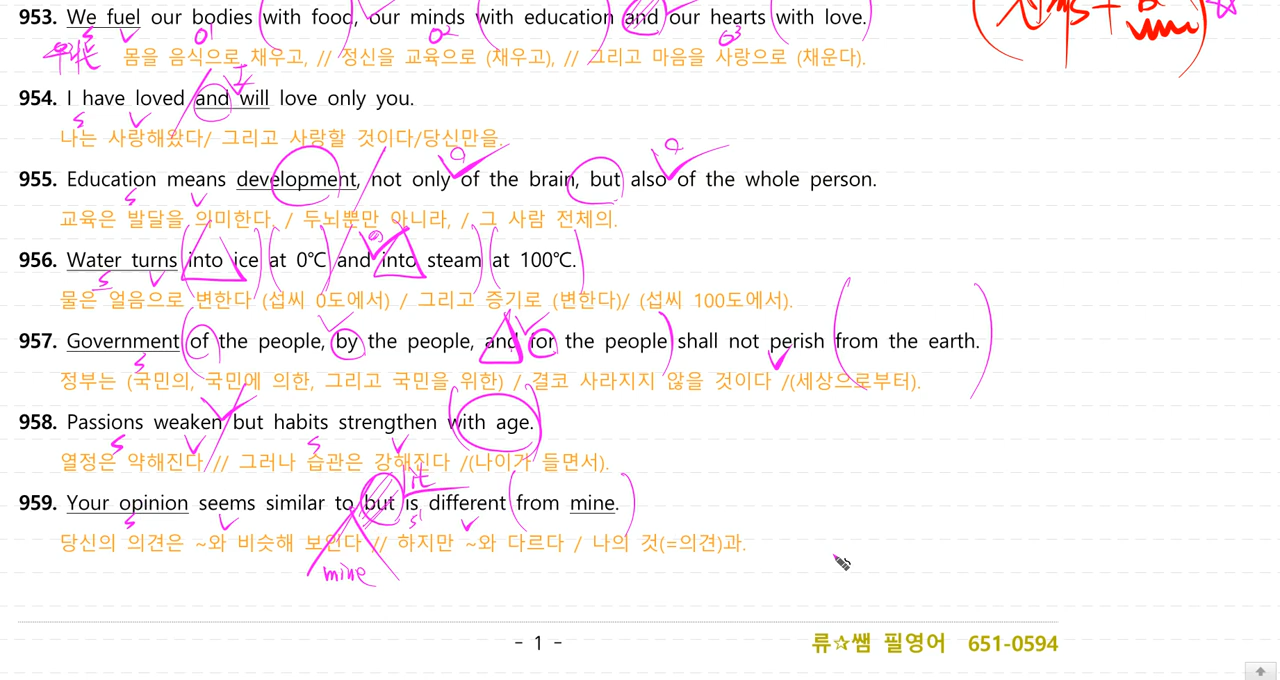 953. We fuel our bodies with food, our minds with education and our hearts with love.
몸을 음식으로 채우고, // 정신을 교육으로 (채우고), // 그리고 마음을 사랑으로 (채운다).
954. I have loved and will love only you.
나는 사랑해왔다/ 그리고 사랑할 것이다/당신만을.
955. Education means development, not only of the brain, but also of the whole person.
교육은 발달을 의미한다, / 두뇌뿐만 아니라, / 그 사람 전체의.
956. Water turns into ice at 0℃ and into steam at 100℃.
물은 얼음으로 변한다 (섭씨 0도에서) / 그리고 증기로 (변한다)/ (섭씨 100도에서).
957. Government of the people, by the people, and for the people shall not perish from the earth.
정부는 (국민의, 국민에 의한, 그리고 국민을 위한) / 결코 사라지지 않을 것이다 /(세상으로부터).
958. Passions weaken but habits strengthen with age.
열정은 약해진다// 그러나 습관은 강해진다 /(나이가 들면서).
it
959. Your opinion seems similar to but is different from mine.
당신의 의견은 ~와 비슷해 보인다 // 하지만 ~와 다르다 / 나의 것(=의견)과.
mine
- 1 -
류☆쌤 필영어 651-0594